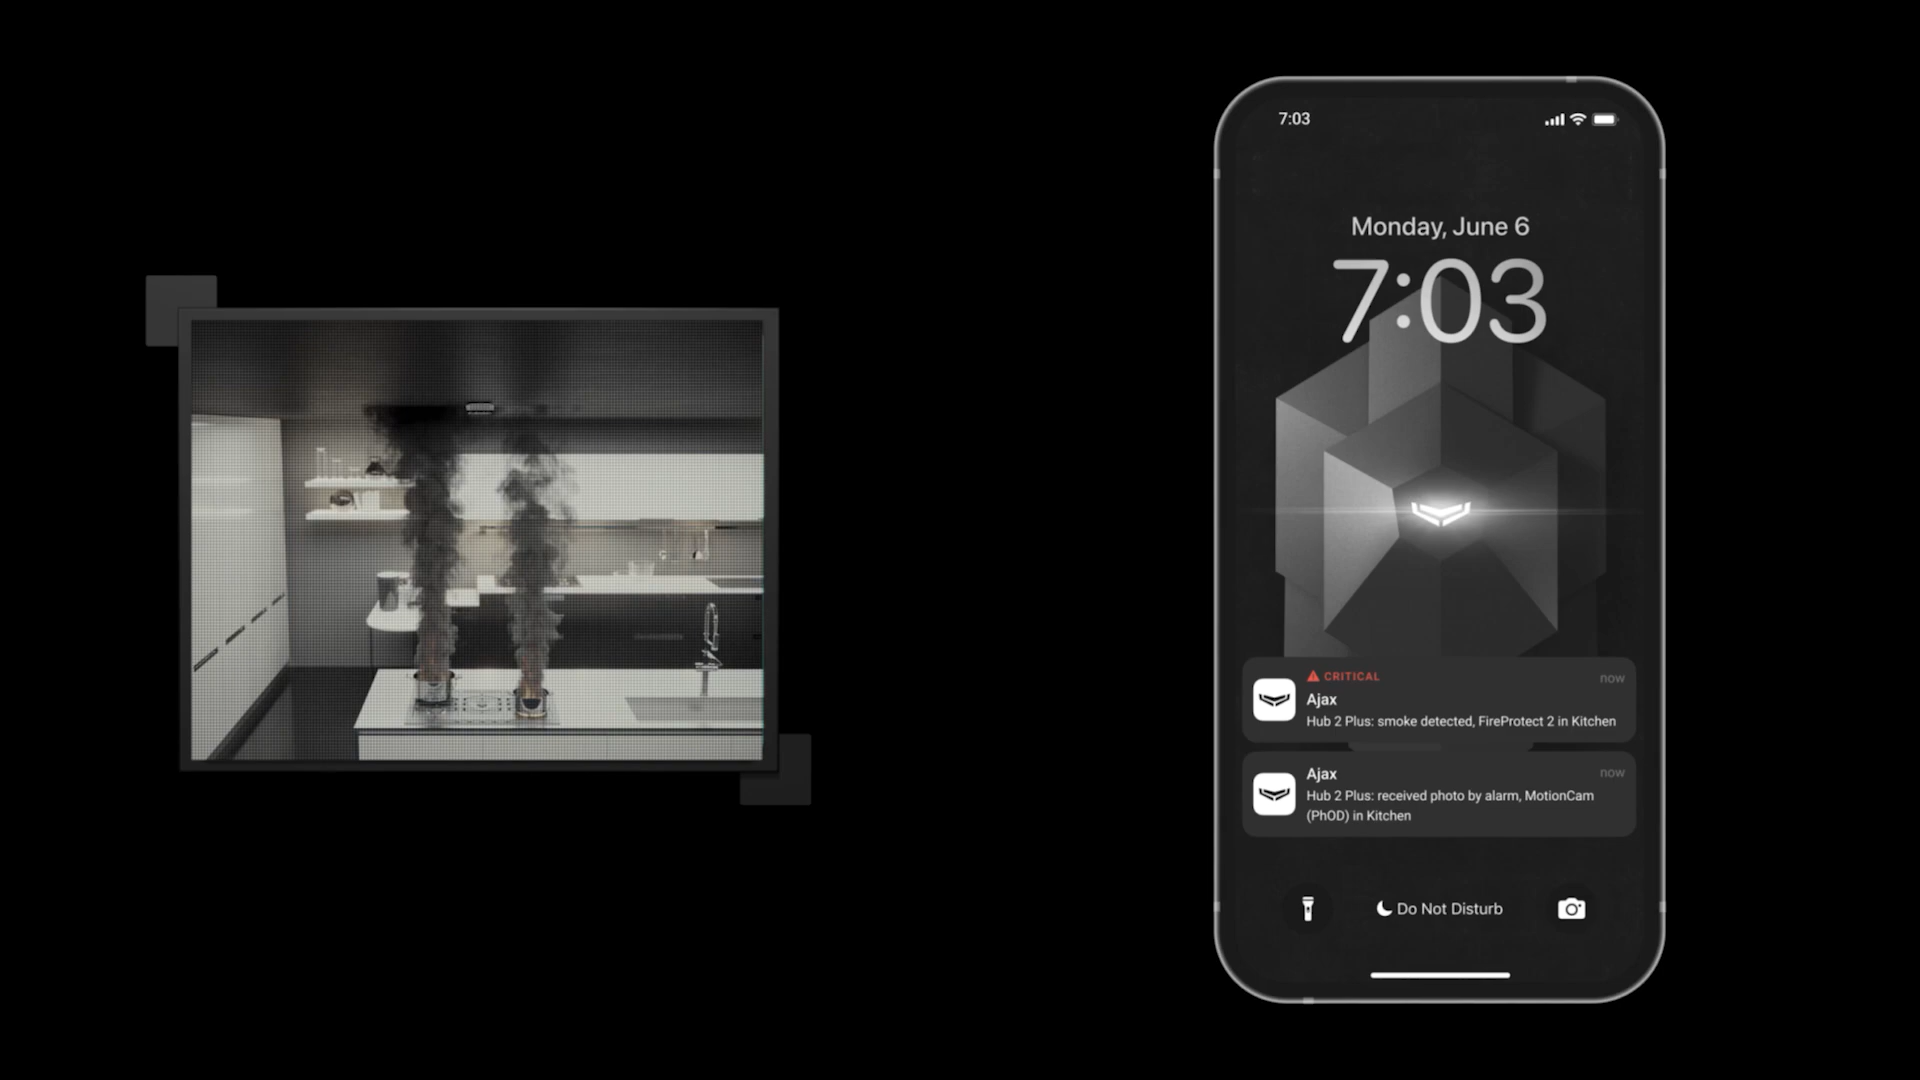 7:03
Monday, June 6
7:03
CRITICAL
now
Ajax
Hub 2 Plus: smoke detected, FireProtect 2 in Kitchen
Ajax
now
Hub 2 Plus: received photo by alarm, MotionCam
(PhOD) in Kitchen
Do Not Disturb